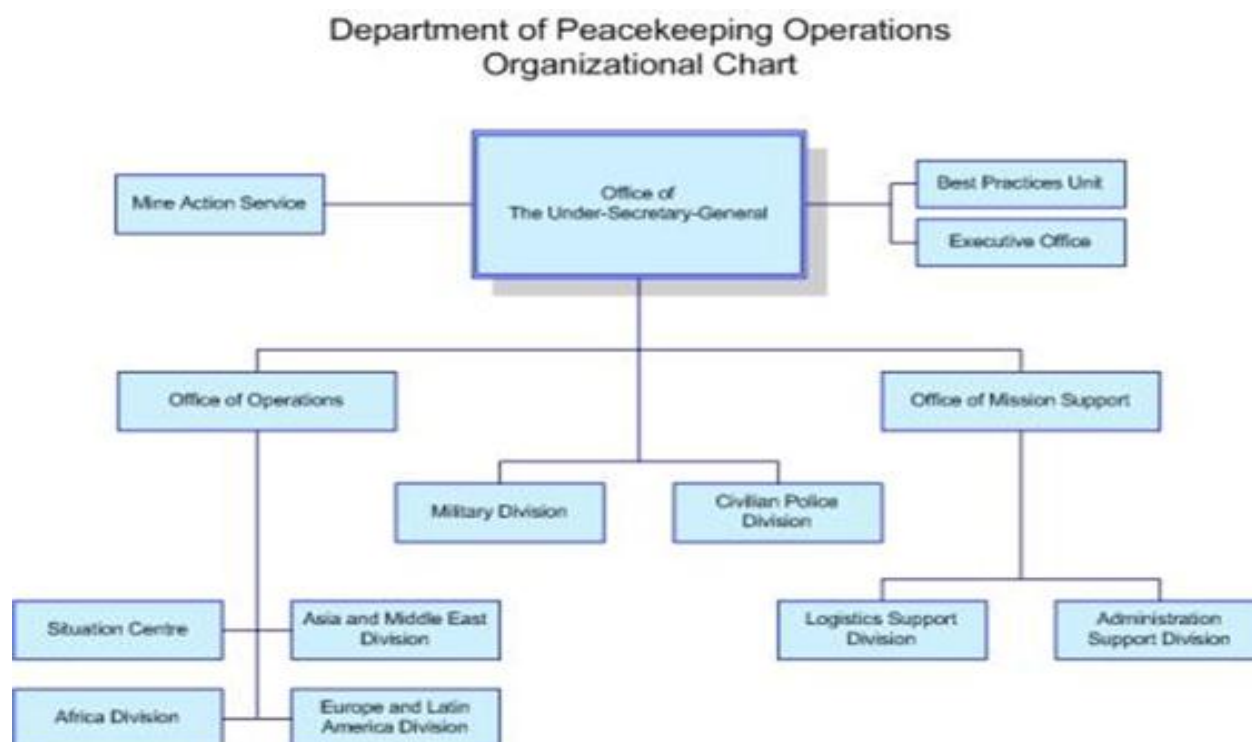 Department of Peacekeeping Operations
Organizational Chart
Mine Action Service
Office of
The Under-Secretary-General
Best Practices Unit
Executive Office
Office of Operations
Office of Mission Support
Military Division
Civilian Police
Division
Situation Centre
Asia and Middle East
Division
Logistics Support
Division
Administration
Support Division
Africa Division
Europe and Latin
America Division